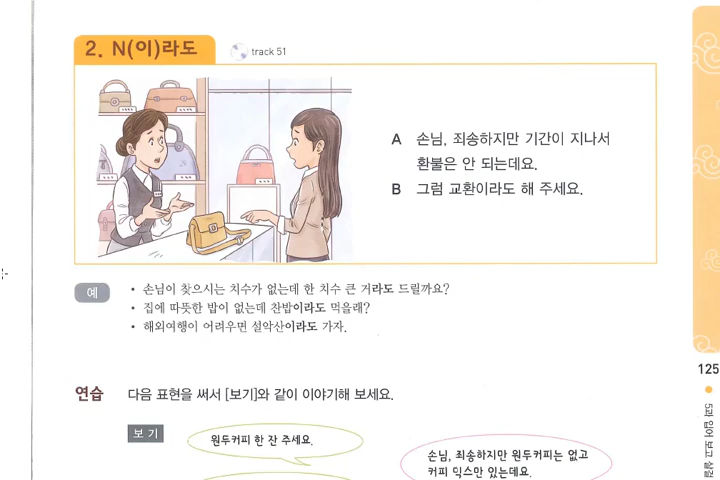 2. N(이)라도
track 51
A 손님, 죄송하지만 기간이 지나서
환불은 안 되는데요.
B 그럼 교환이라도 해 주세요.
예
• 손님이 찾으시는 치수가 없는데 한 치수 큰 거라도 드릴까요?
• 집에 따뜻한 밥이 없는데 찬밥이라도 먹을래?
• 해외여행이 어려우면 설악산이라도 가자.
125
연습 다음 표현을 써서 [보기]와 같이 이야기해 보세요.
보기
원두커피 한 잔 주세요.
손님, 죄송하지만 원두커피는 없고
커피 믹스만 있는데요.
5과 입어 보고